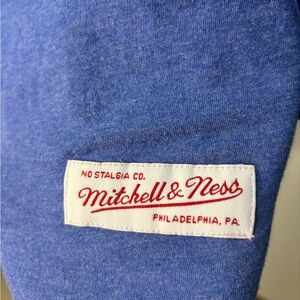 NOSTALGIA CO.
Mitchell & Ness
PHILADELPHIA, PA.